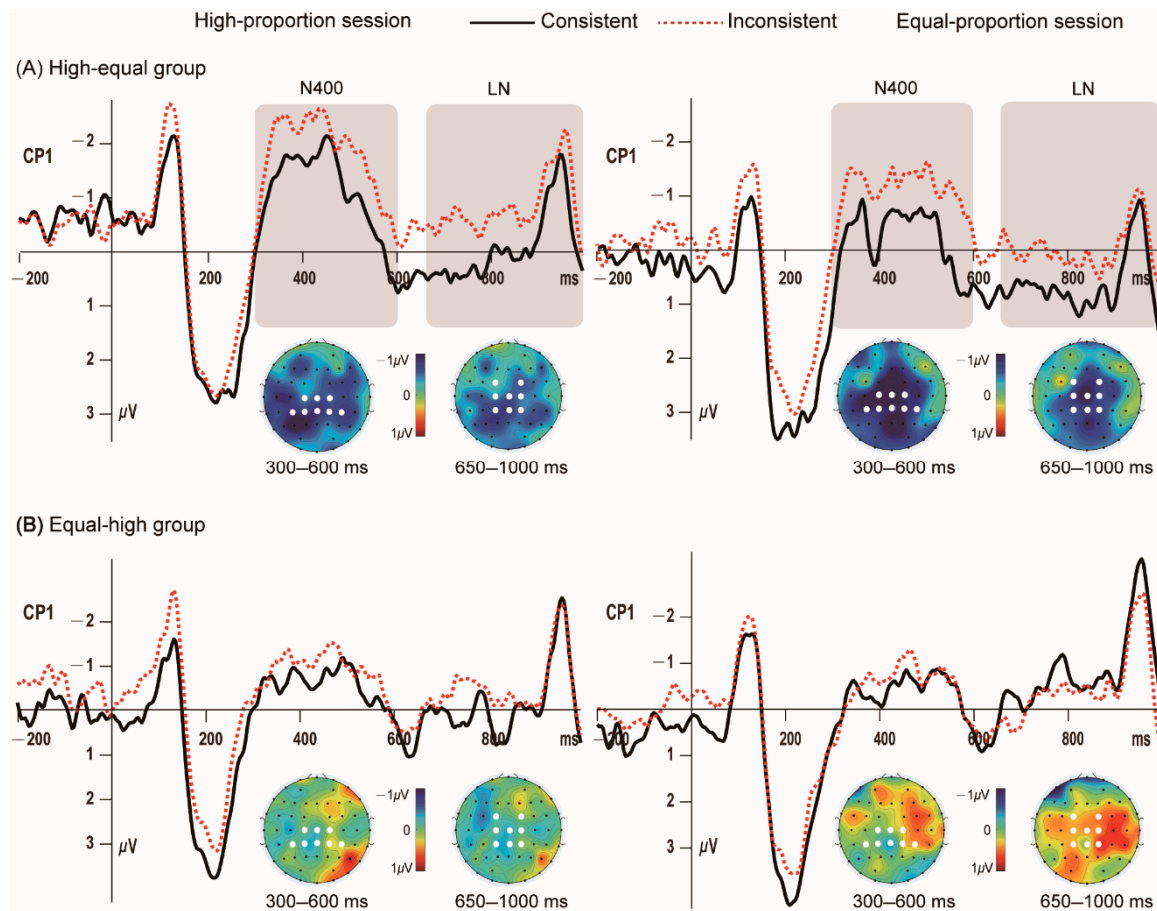 High-proportion session Consistent Inconsistent Equal-proportion session
(A) High-equal group
N400 LN N400 LN
CP1 −2 CP1 −2
−1 −1
−200 200 400 600 800 ms −200 200 400 600 800 ms
1 1
2 2
3 μV 3 μV
−1μV 0 1μV −1μV 0 1μV
300–600 ms 650–1000 ms 300–600 ms 650–1000 ms
(B) Equal-high group
CP1 −2 CP1 −2
−1 −1
−200 200 400 600 800 ms −200 200 400 600 800 ms
1 1
2 2
3 μV 3 μV
−1μV 0 1μV −1μV 0 1μV
300–600 ms 650–1000 ms 300–600 ms 650–1000 ms